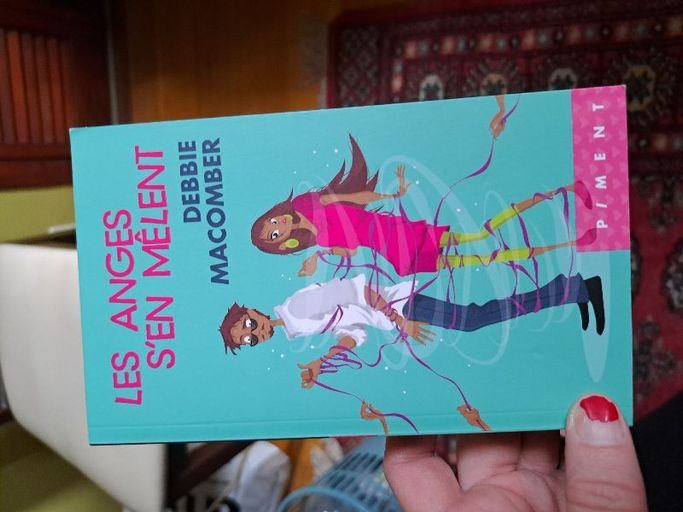 LES ANGES
S'EN MÊLENT
DEBBIE
MACOMBER
PIMENT